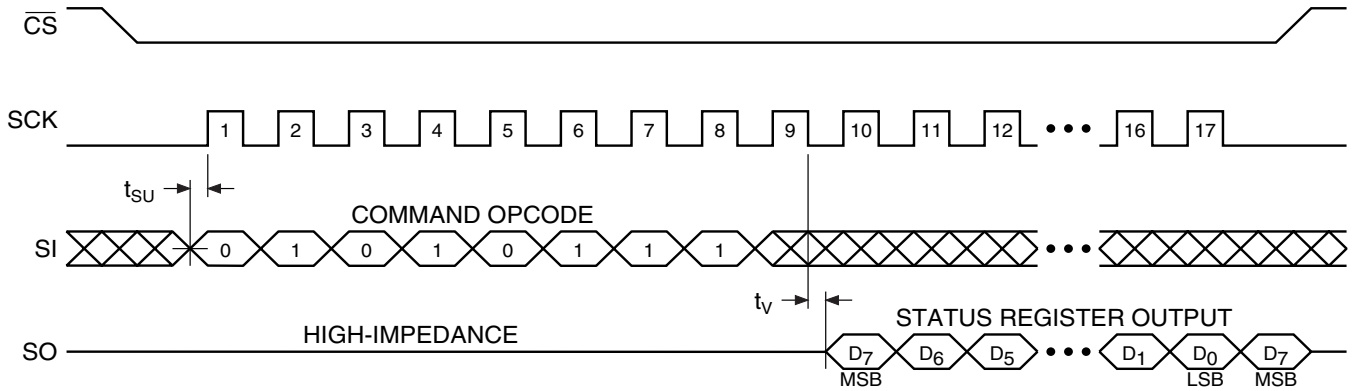 CS
SCK 1 2 3 4 5 6 7 8 9 10 11 12 ••• 16 17
tSU
COMMAND OPCODE
SI 0 1 0 1 0 1 1 1 •••
tV
HIGH-IMPEDANCE STATUS REGISTER OUTPUT
SO D7 D6 D5 ••• D1 D0 D7
MSB LSB MSB